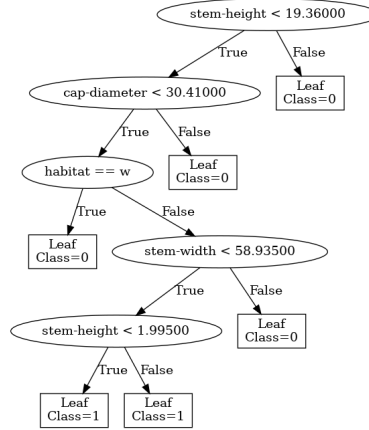 stem-height < 19.36000
True
False
cap-diameter < 30.41000
Leaf
Class=0
True
False
habitat == w
Leaf
Class=0
True
False
Leaf
Class=0
stem-width < 58.93500
True
False
stem-height < 1.99500
Leaf
Class=0
True
False
Leaf
Class=1
Leaf
Class=1